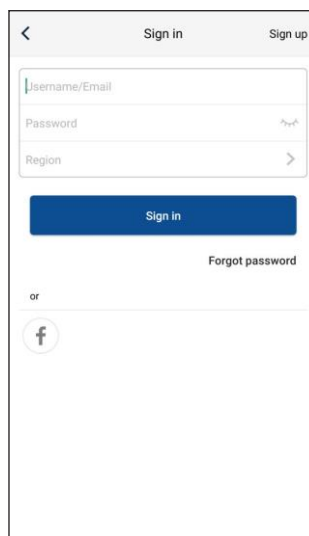 Sign in Sign up
Username/Email
Password
Region
Sign in
Forgot password
or
f